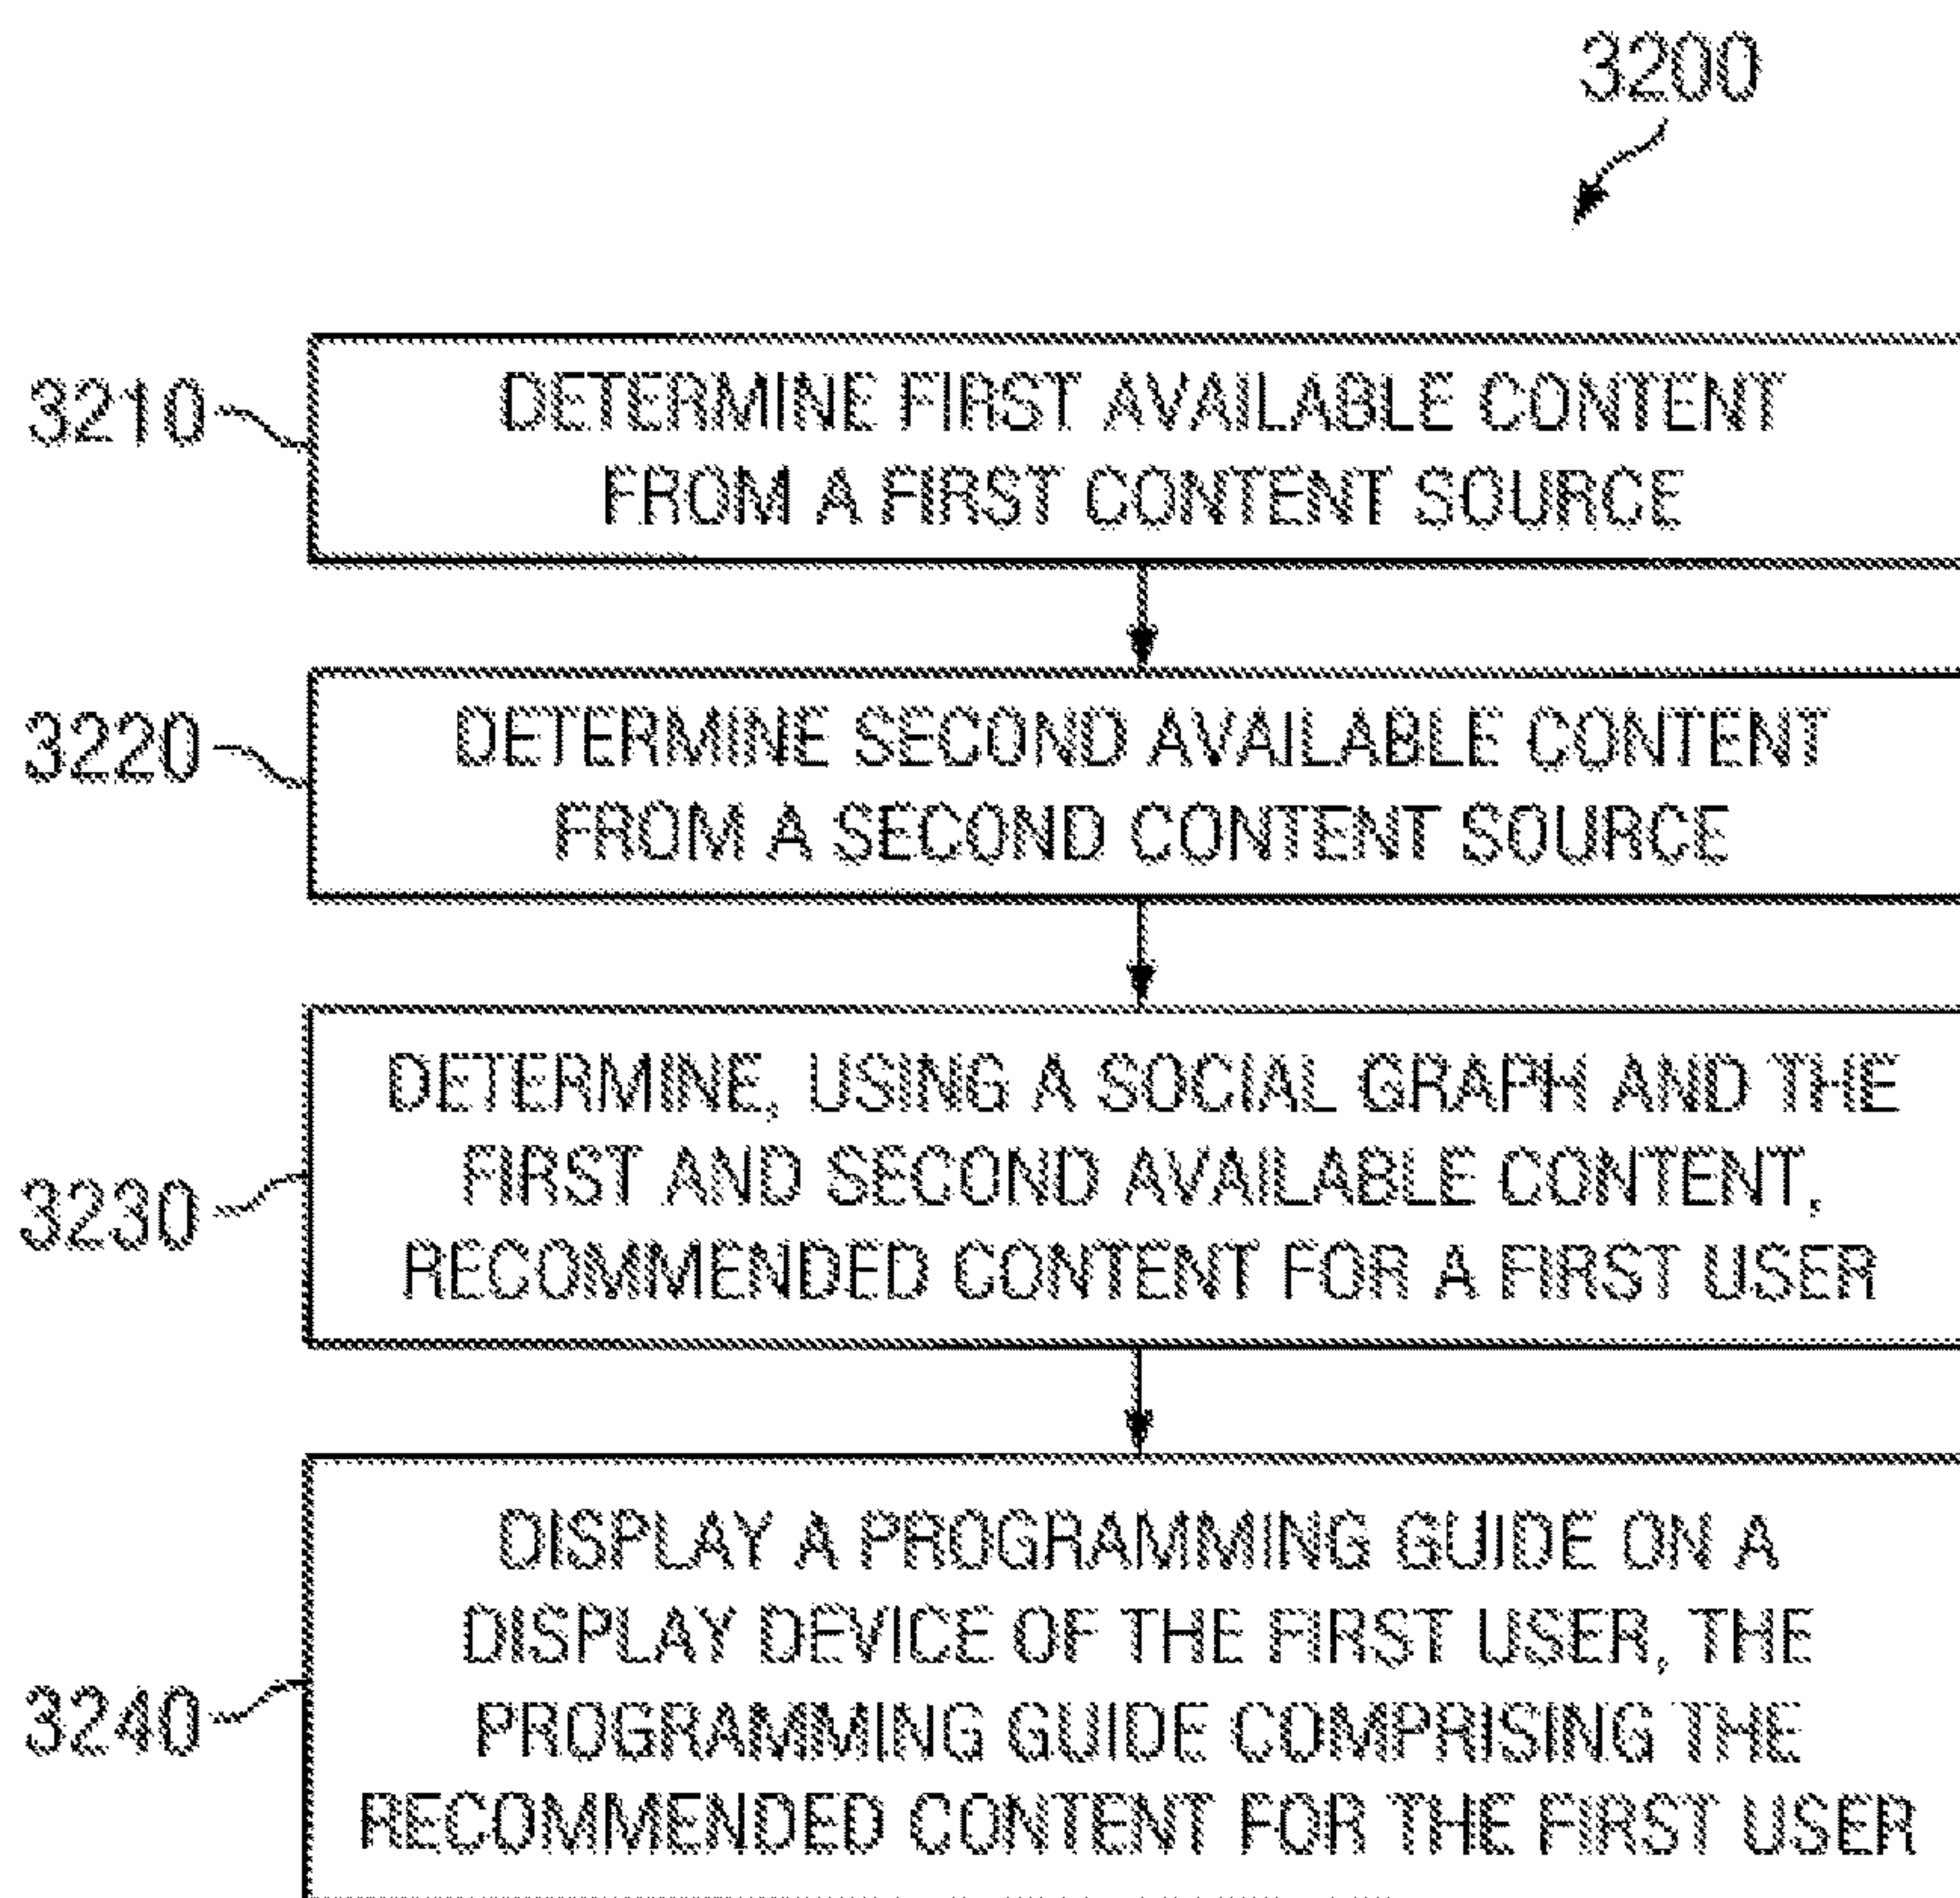 3200
3210
DETERMINE FIRST AVAILABLE CONTENT
FROM A FIRST CONTENT SOURCE
3220
DETERMINE SECOND AVAILABLE CONTENT
FROM A SECOND CONTENT SOURCE
3230
DETERMINE, USING A SOCIAL GRAPH AND THE
FIRST AND SECOND AVAILABLE CONTENT,
RECOMMENDED CONTENT FOR A FIRST USER
3240
DISPLAY A PROGRAMMING GUIDE ON A
DISPLAY DEVICE OF THE FIRST USER, THE
PROGRAMMING GUIDE COMPRISING THE
RECOMMENDED CONTENT FOR THE FIRST USER